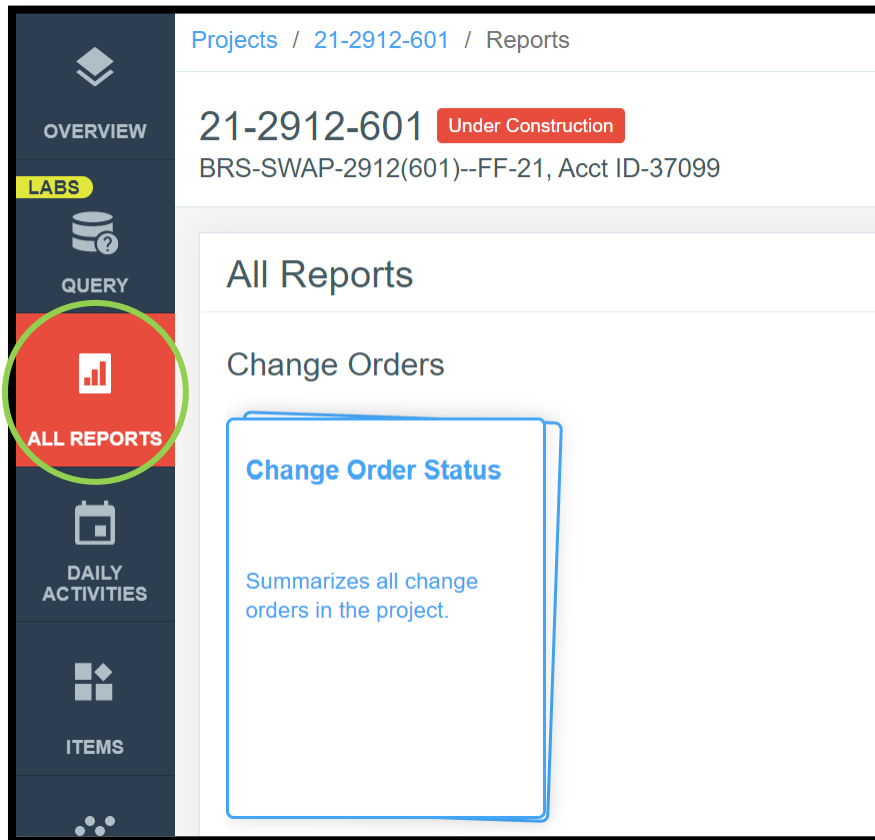 Projects / 21-2912-601 / Reports
21-2912-601 Under Construction
BRS-SWAP-2912(601)--FF-21, Acct ID-37099
OVERVIEW
LABS
QUERY
ALL REPORTS
DAILY
ACTIVITIES
ITEMS
All Reports
Change Orders
Change Order Status
Summarizes all change
orders in the project.